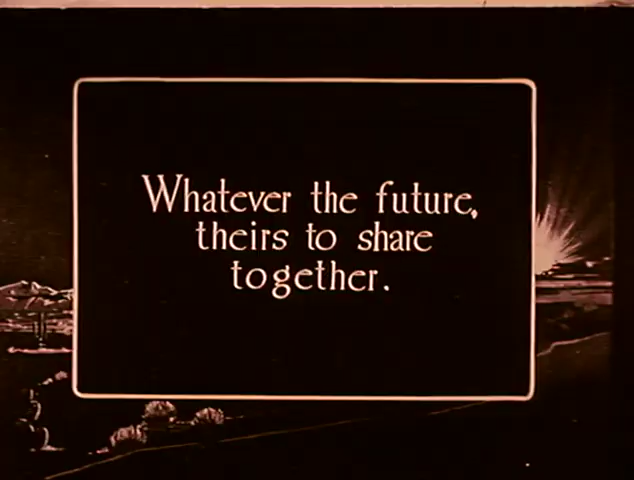 Whatever the future,
theirs to share
together.